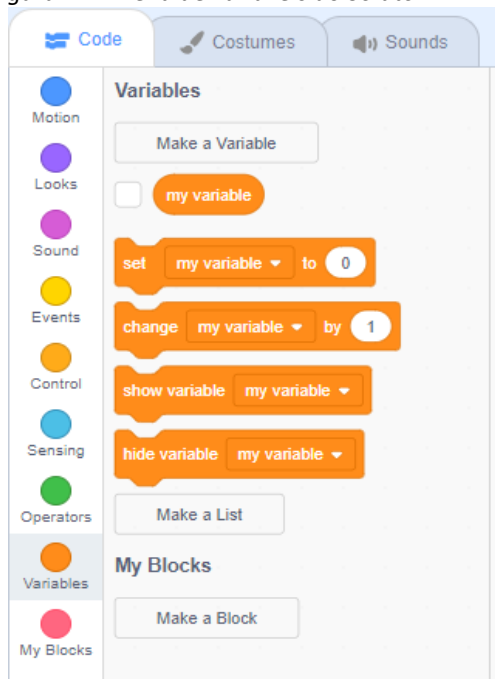 Code
Costumes
Sounds
Motion
Looks
Sound
Events
Control
Sensing
Operators
Variables
My Blocks
Variables
Make a Variable
my variable
set my variable to 0
change my variable by 1
show variable my variable
hide variable my variable
Make a List
My Blocks
Make a Block